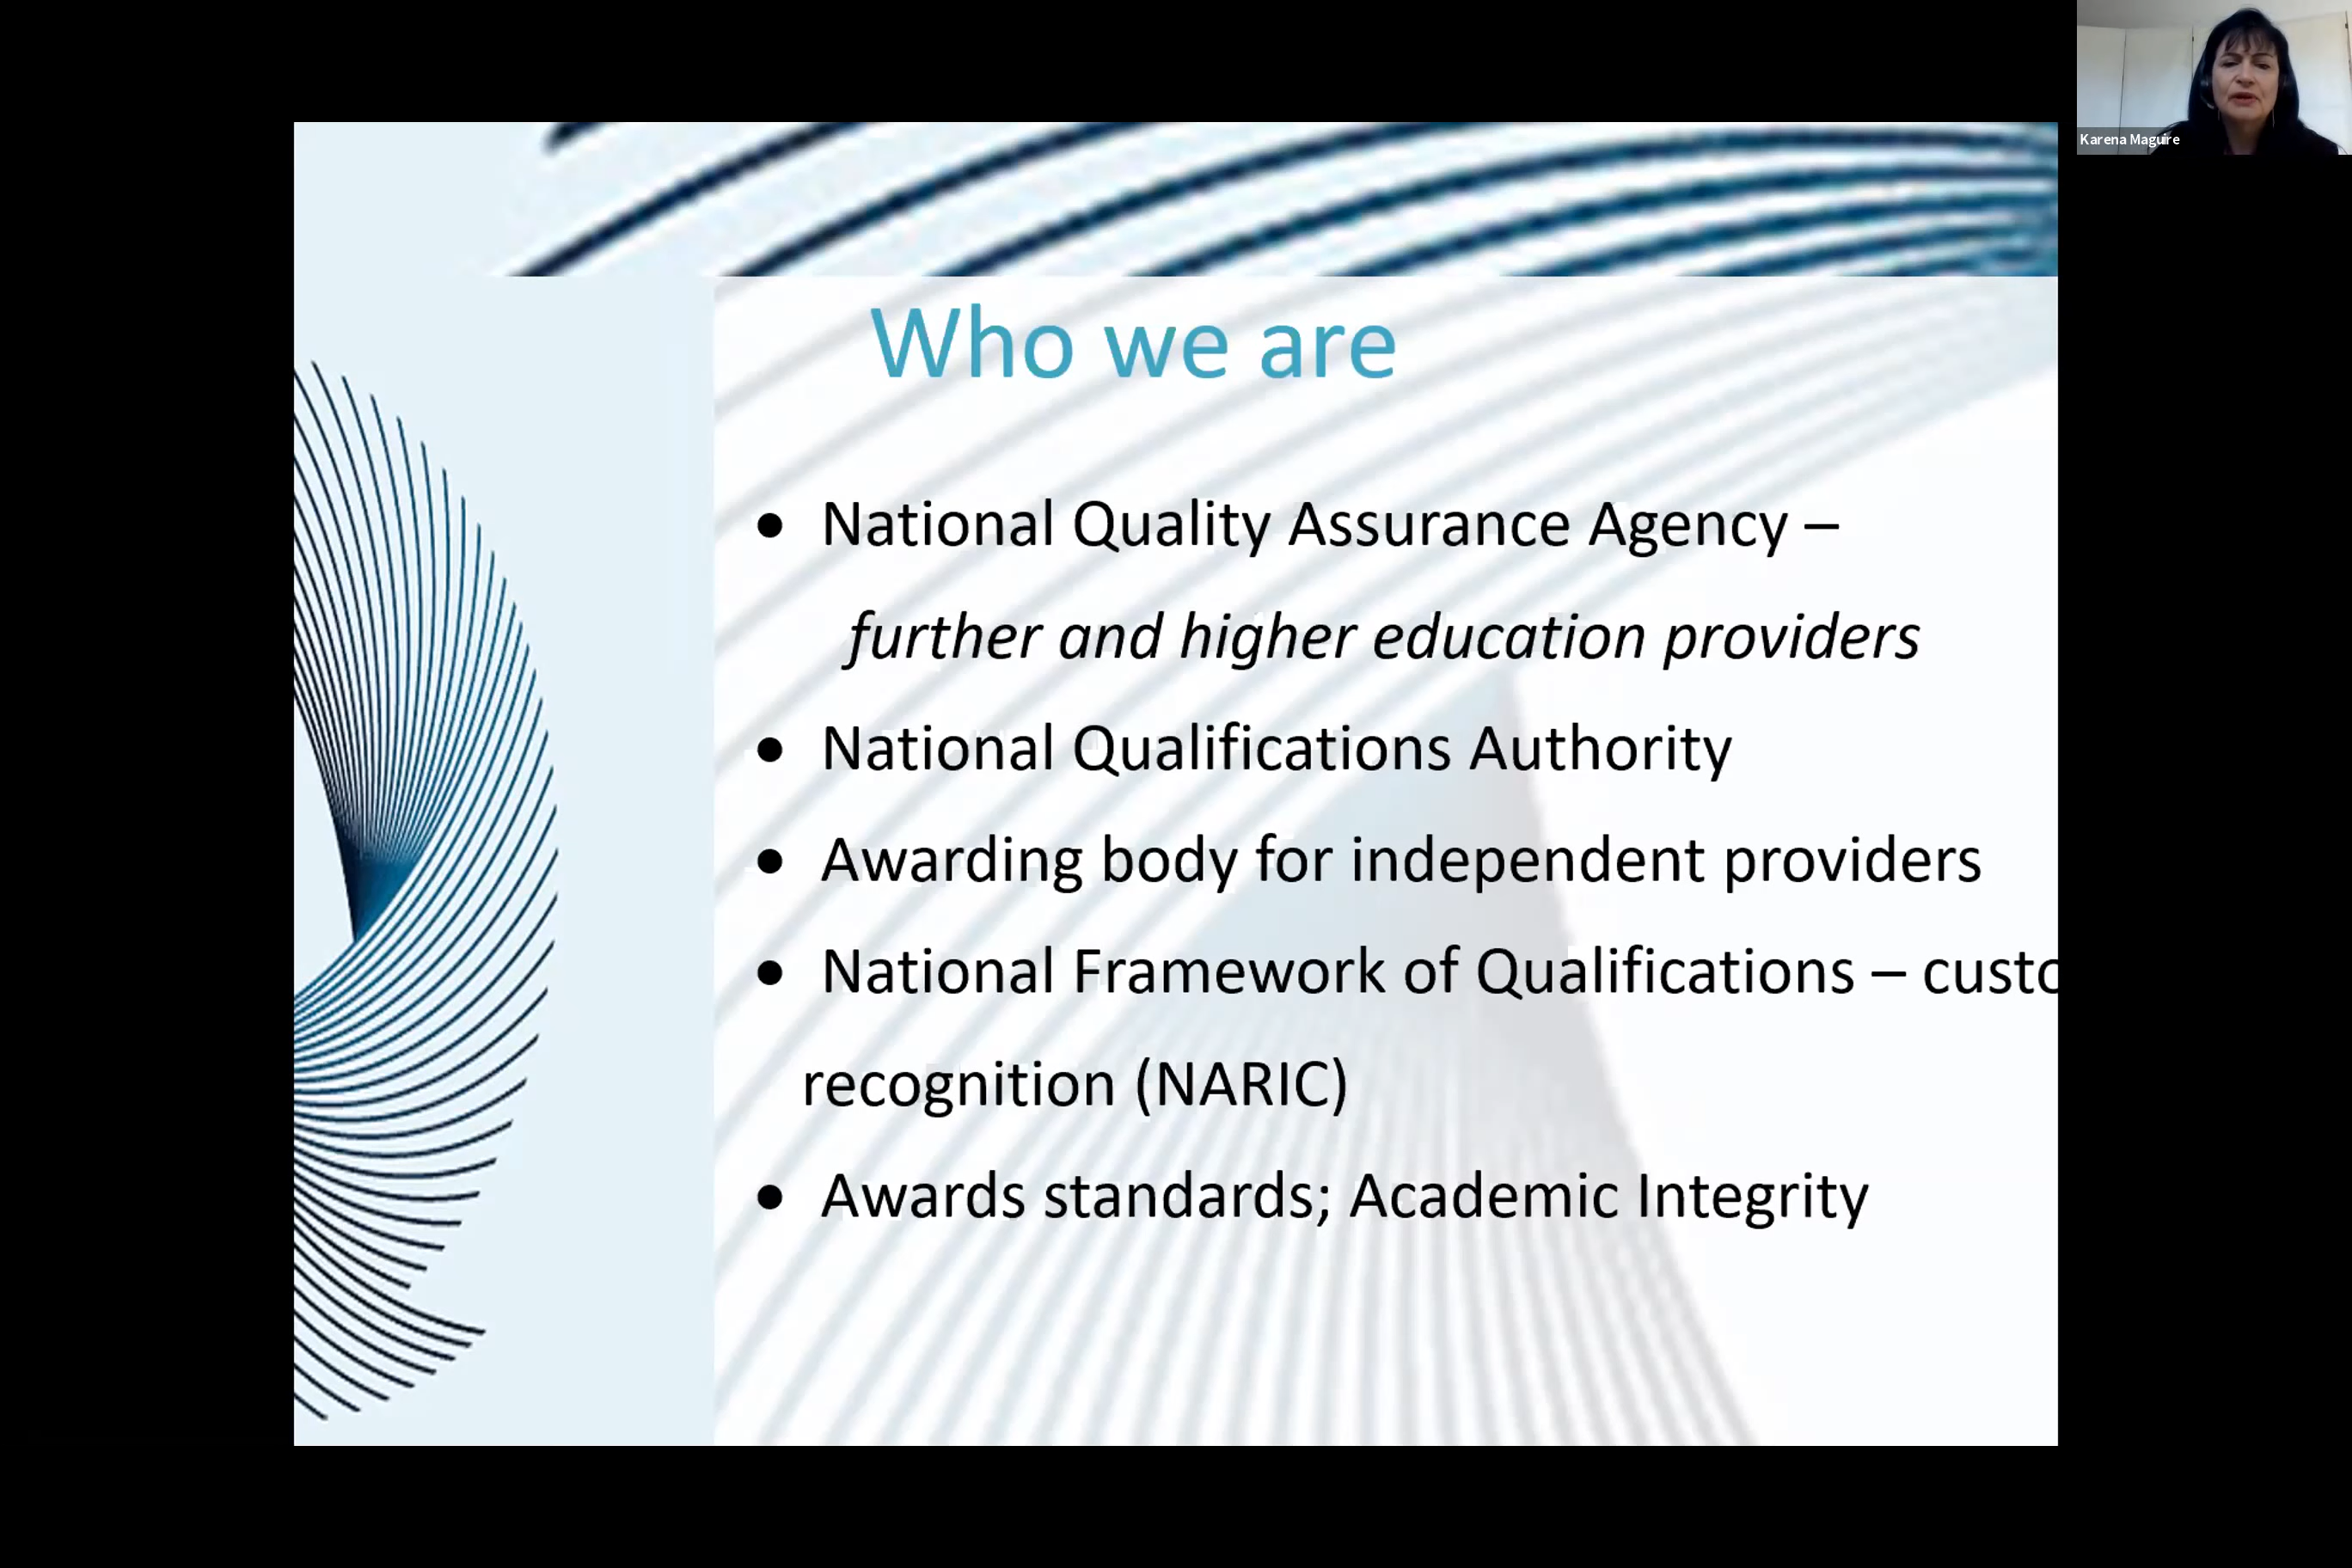 Karena Maguire
Who we are
• National Quality Assurance Agency –
further and higher education providers
• National Qualifications Authority
• Awarding body for independent providers
• National Framework of Qualifications – custo
recognition (NARIC)
• Awards standards; Academic Integrity